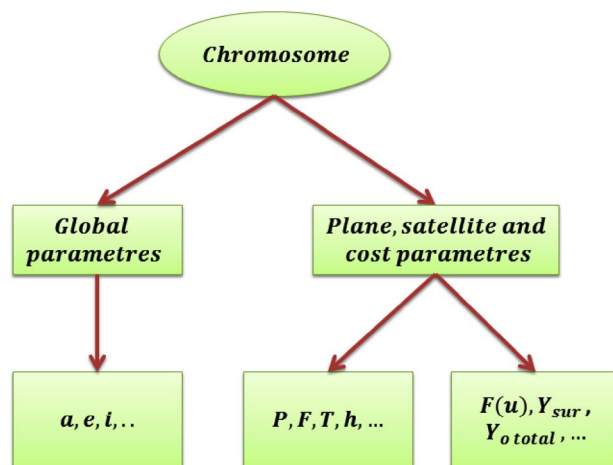 Chromosome
Global
parametres
Plane, satellite and
cost parametres
a, e, i, . .
P, F, T, h, ...
F(u), Y_sur ,
Y_o total , ...